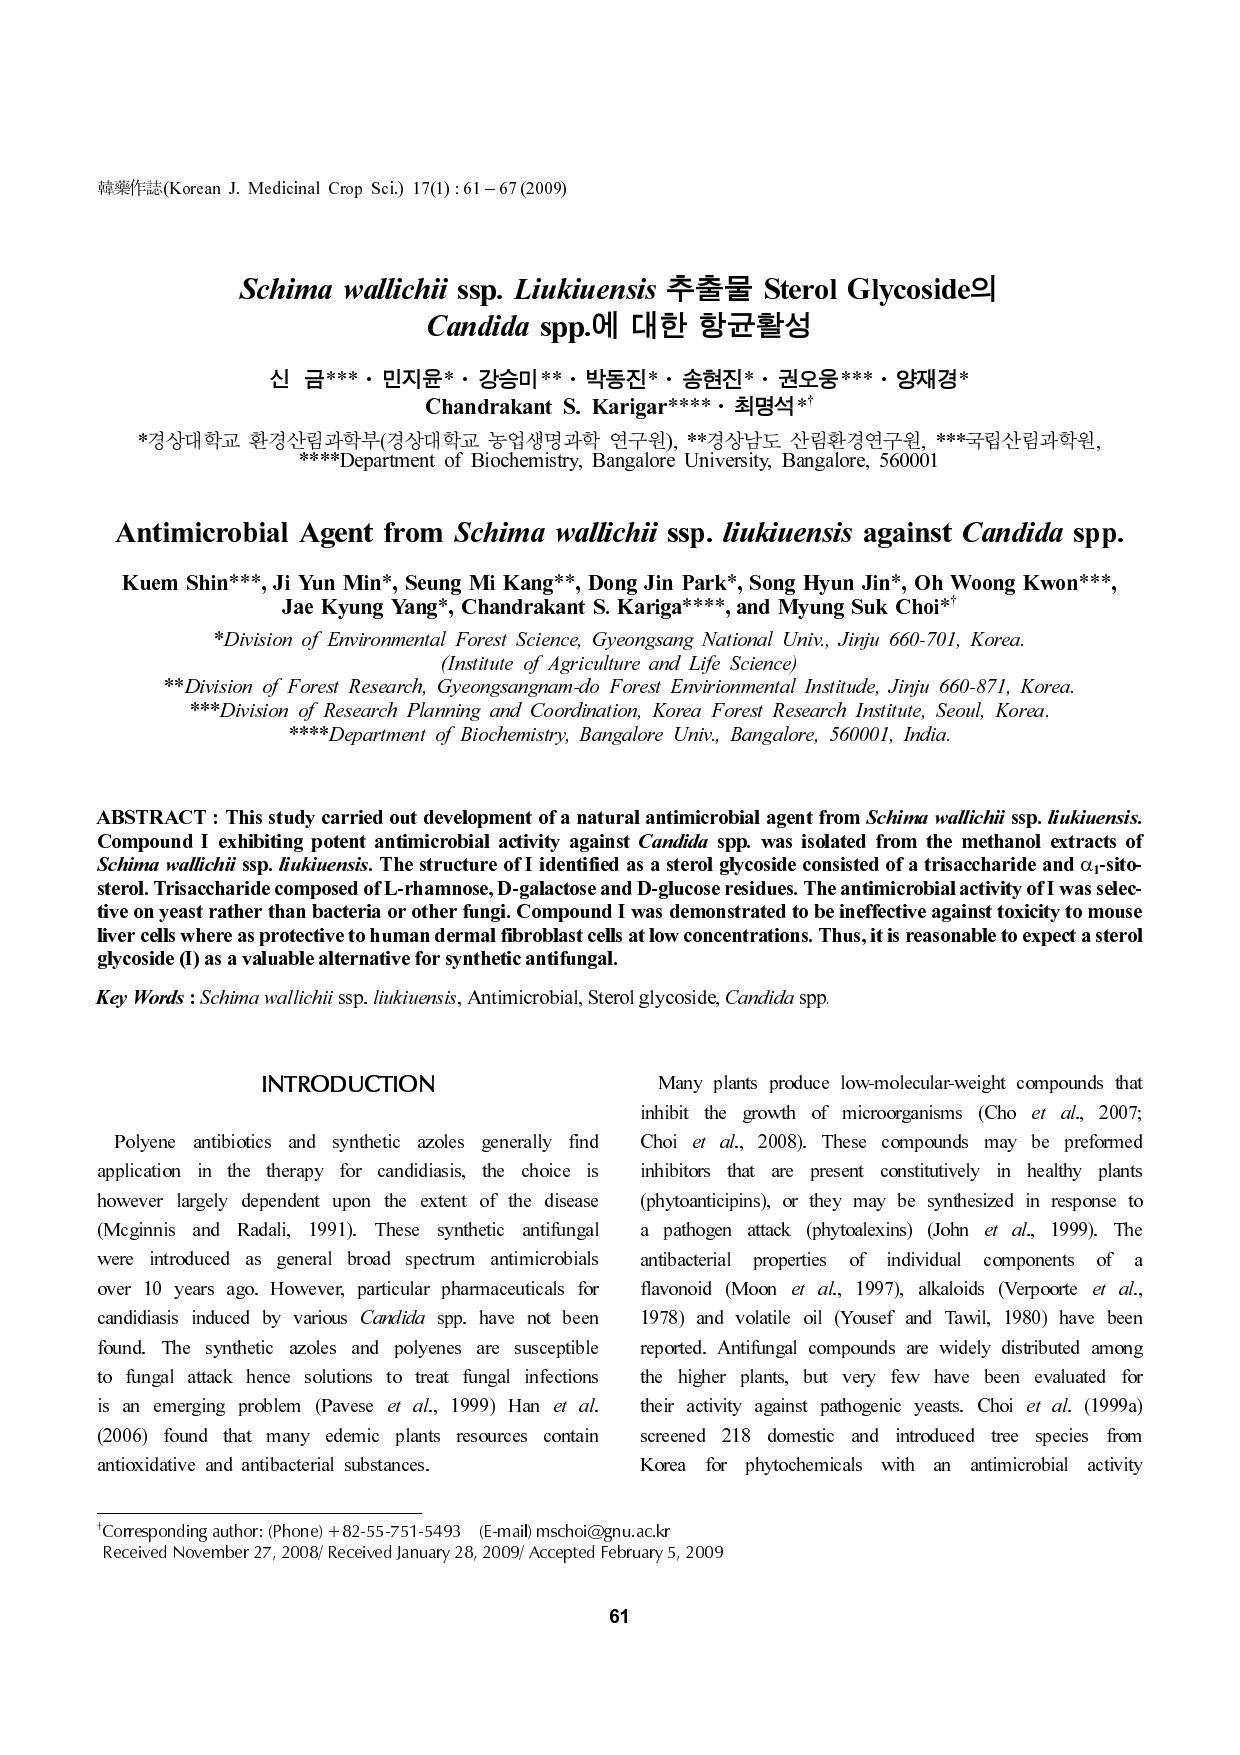 韓藥作誌(Korean J. Medicinal Crop Sci.) 17(1) : 61 − 67 (2009)
Schima wallichii ssp. Liukiuensis 추출물 Sterol Glycoside의
Candida spp.에 대한 항균활성
신 금*** · 민지윤* · 강승미** · 박동진* · 송현진* · 권오웅*** · 양재경*
Chandrakant S. Karigar**** · 최명석*†
*경상대학교 환경산림과학부(경상대학교 농업생명과학 연구원), **경상남도 산림환경연구원, ***국립산림과학원,
****Department of Biochemistry, Bangalore University, Bangalore, 560001
Antimicrobial Agent from Schima wallichii ssp. liukiuensis against Candida spp.
Kuem Shin***, Ji Yun Min*, Seung Mi Kang**, Dong Jin Park*, Song Hyun Jin*, Oh Woong Kwon***,
Jae Kyung Yang*, Chandrakant S. Kariga****, and Myung Suk Choi*†
*Division of Environmental Forest Science, Gyeongsang National Univ., Jinju 660-701, Korea.
(Institute of Agriculture and Life Science)
**Division of Forest Research, Gyeongsangnam-do Forest Envirionmental Institude, Jinju 660-871, Korea.
***Division of Research Planning and Coordination, Korea Forest Research Institute, Seoul, Korea.
****Department of Biochemistry, Bangalore Univ., Bangalore, 560001, India.
ABSTRACT : This study carried out development of a natural antimicrobial agent from Schima wallichii ssp. liukiuensis.
Compound I exhibiting potent antimicrobial activity against Candida spp. was isolated from the methanol extracts of
Schima wallichii ssp. liukiuensis. The structure of I identified as a sterol glycoside consisted of a trisaccharide and α1-sito-
sterol. Trisaccharide composed of L-rhamnose, D-galactose and D-glucose residues. The antimicrobial activity of I was selec-
tive on yeast rather than bacteria or other fungi. Compound I was demonstrated to be ineffective against toxicity to mouse
liver cells where as protective to human dermal fibroblast cells at low concentrations. Thus, it is reasonable to expect a sterol
glycoside (I) as a valuable alternative for synthetic antifungal.
Key Words : Schima wallichii ssp. liukiuensis, Antimicrobial, Sterol glycoside, Candida spp.
INTRODUCTION
Polyene antibiotics and synthetic azoles generally find
application in the therapy for candidiasis, the choice is
however largely dependent upon the extent of the disease
(Mcginnis and Radali, 1991). These synthetic antifungal
were introduced as general broad spectrum antimicrobials
over 10 years ago. However, particular pharmaceuticals for
candidiasis induced by various Candida spp. have not been
found. The synthetic azoles and polyenes are susceptible
to fungal attack hence solutions to treat fungal infections
is an emerging problem (Pavese et al., 1999) Han et al.
(2006) found that many edemic plants resources contain
antioxidative and antibacterial substances.
Many plants produce low-molecular-weight compounds that
inhibit the growth of microorganisms (Cho et al., 2007;
Choi et al., 2008). These compounds may be preformed
inhibitors that are present constitutively in healthy plants
(phytoanticipins), or they may be synthesized in response to
a pathogen attack (phytoalexins) (John et al., 1999). The
antibacterial properties of individual components of a
flavonoid (Moon et al., 1997), alkaloids (Verpoorte et al.,
1978) and volatile oil (Yousef and Tawil, 1980) have been
reported. Antifungal compounds are widely distributed among
the higher plants, but very few have been evaluated for
their activity against pathogenic yeasts. Choi et al. (1999a)
screened 218 domestic and introduced tree species from
Korea for phytochemicals with an antimicrobial activity
†Corresponding author: (Phone) +82-55-751-5493 (E-mail) mschoi@gnu.ac.kr
Received November 27, 2008/ Received January 28, 2009/ Accepted February 5, 2009
61